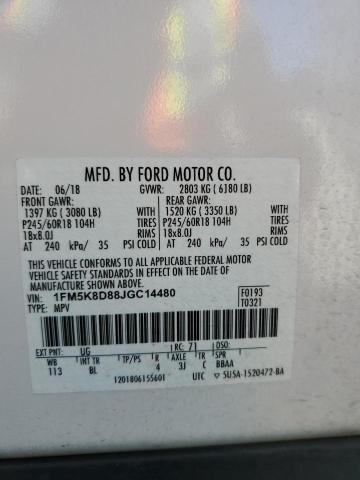 MFD. BY FORD MOTOR CO.
DATE: 06/18 GVWR: 2803 KG ( 6180 LB)
FRONT GAWR: REAR GAWR:
1397 KG ( 3080 LB) WITH 1520 KG ( 3350 LB) WITH
P245/60R18 104H TIRES P245/60R18 104H TIRES
18x8.0J RIMS 18x8.0J RIMS
AT 240 kPa/ 35 PSI COLD AT 240 kPa/ 35 PSI COLD
THIS VEHICLE CONFORMS TO ALL APPLICABLE FEDERAL MOTOR
VEHICLE SAFETY AND BUMPER STANDARDS IN EFFECT ON THE DATE OF
MANUFACTURE SHOWN ABOVE.
VIN: 1FM5K8D88JGC14480 F0193
TYPE: MPV T0321
EXT PNT: UG RC: 71 DSO:
WB INT TR TP/PS R AXLE TR SPR
113 BL 4 3J C BBAA
1201806155601 UTC 5U5A-1520472-BA